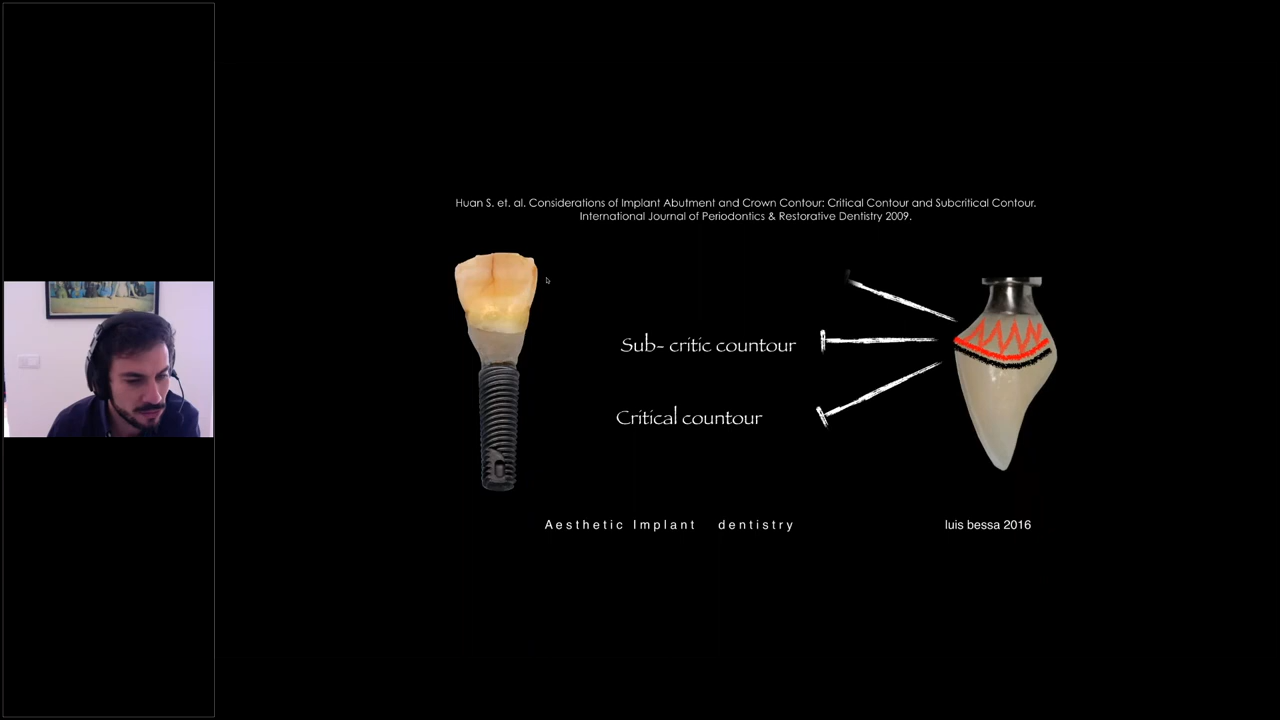 Huan S. et. al. Considerations of Implant Abutment and Crown Contour: Critical Contour and Subcritical Contour.
International Journal of Periodontics & Restorative Dentistry 2009.
Sub- critic countour
Critical countour
Aesthetic Implant dentistry
luis bessa 2016